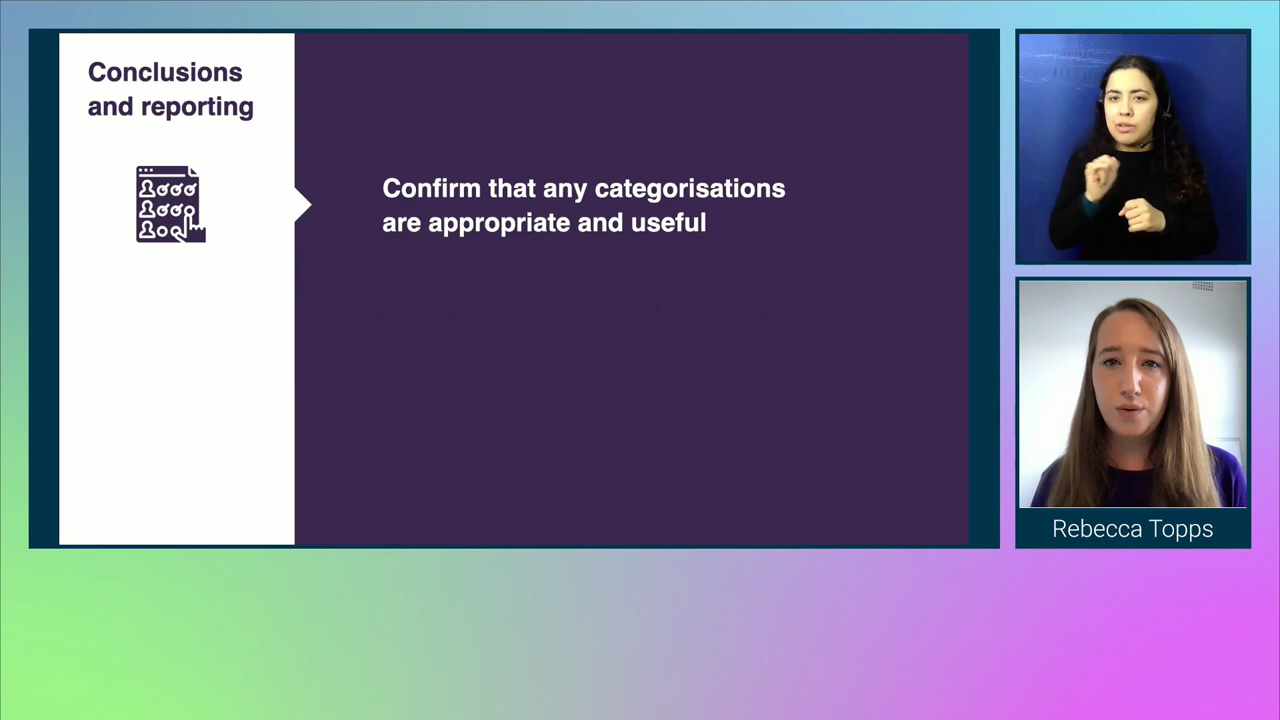 Conclusions
and reporting
Confirm that any categorisations
are appropriate and useful
Rebecca Topps